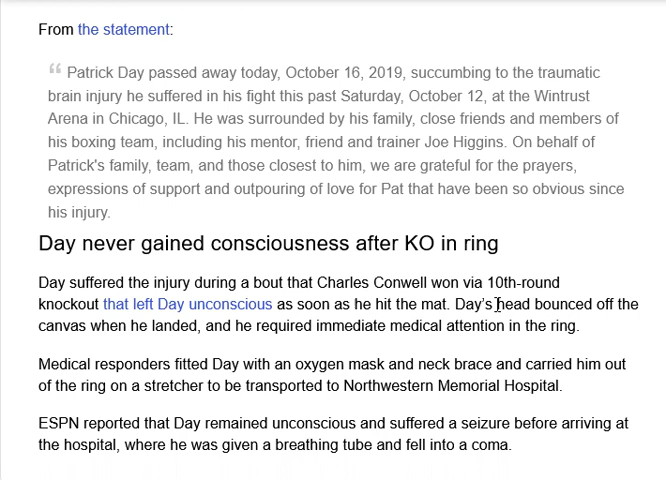 From the statement:
“ Patrick Day passed away today, October 16, 2019, succumbing to the traumatic
brain injury he suffered in his fight this past Saturday, October 12, at the Wintrust
Arena in Chicago, IL. He was surrounded by his family, close friends and members of
his boxing team, including his mentor, friend and trainer Joe Higgins. On behalf of
Patrick's family, team, and those closest to him, we are grateful for the prayers,
expressions of support and outpouring of love for Pat that have been so obvious since
his injury.
Day never gained consciousness after KO in ring
Day suffered the injury during a bout that Charles Conwell won via 10th-round
knockout that left Day unconscious as soon as he hit the mat. Day’s head bounced off the
canvas when he landed, and he required immediate medical attention in the ring.
Medical responders fitted Day with an oxygen mask and neck brace and carried him out
of the ring on a stretcher to be transported to Northwestern Memorial Hospital.
ESPN reported that Day remained unconscious and suffered a seizure before arriving at
the hospital, where he was given a breathing tube and fell into a coma.